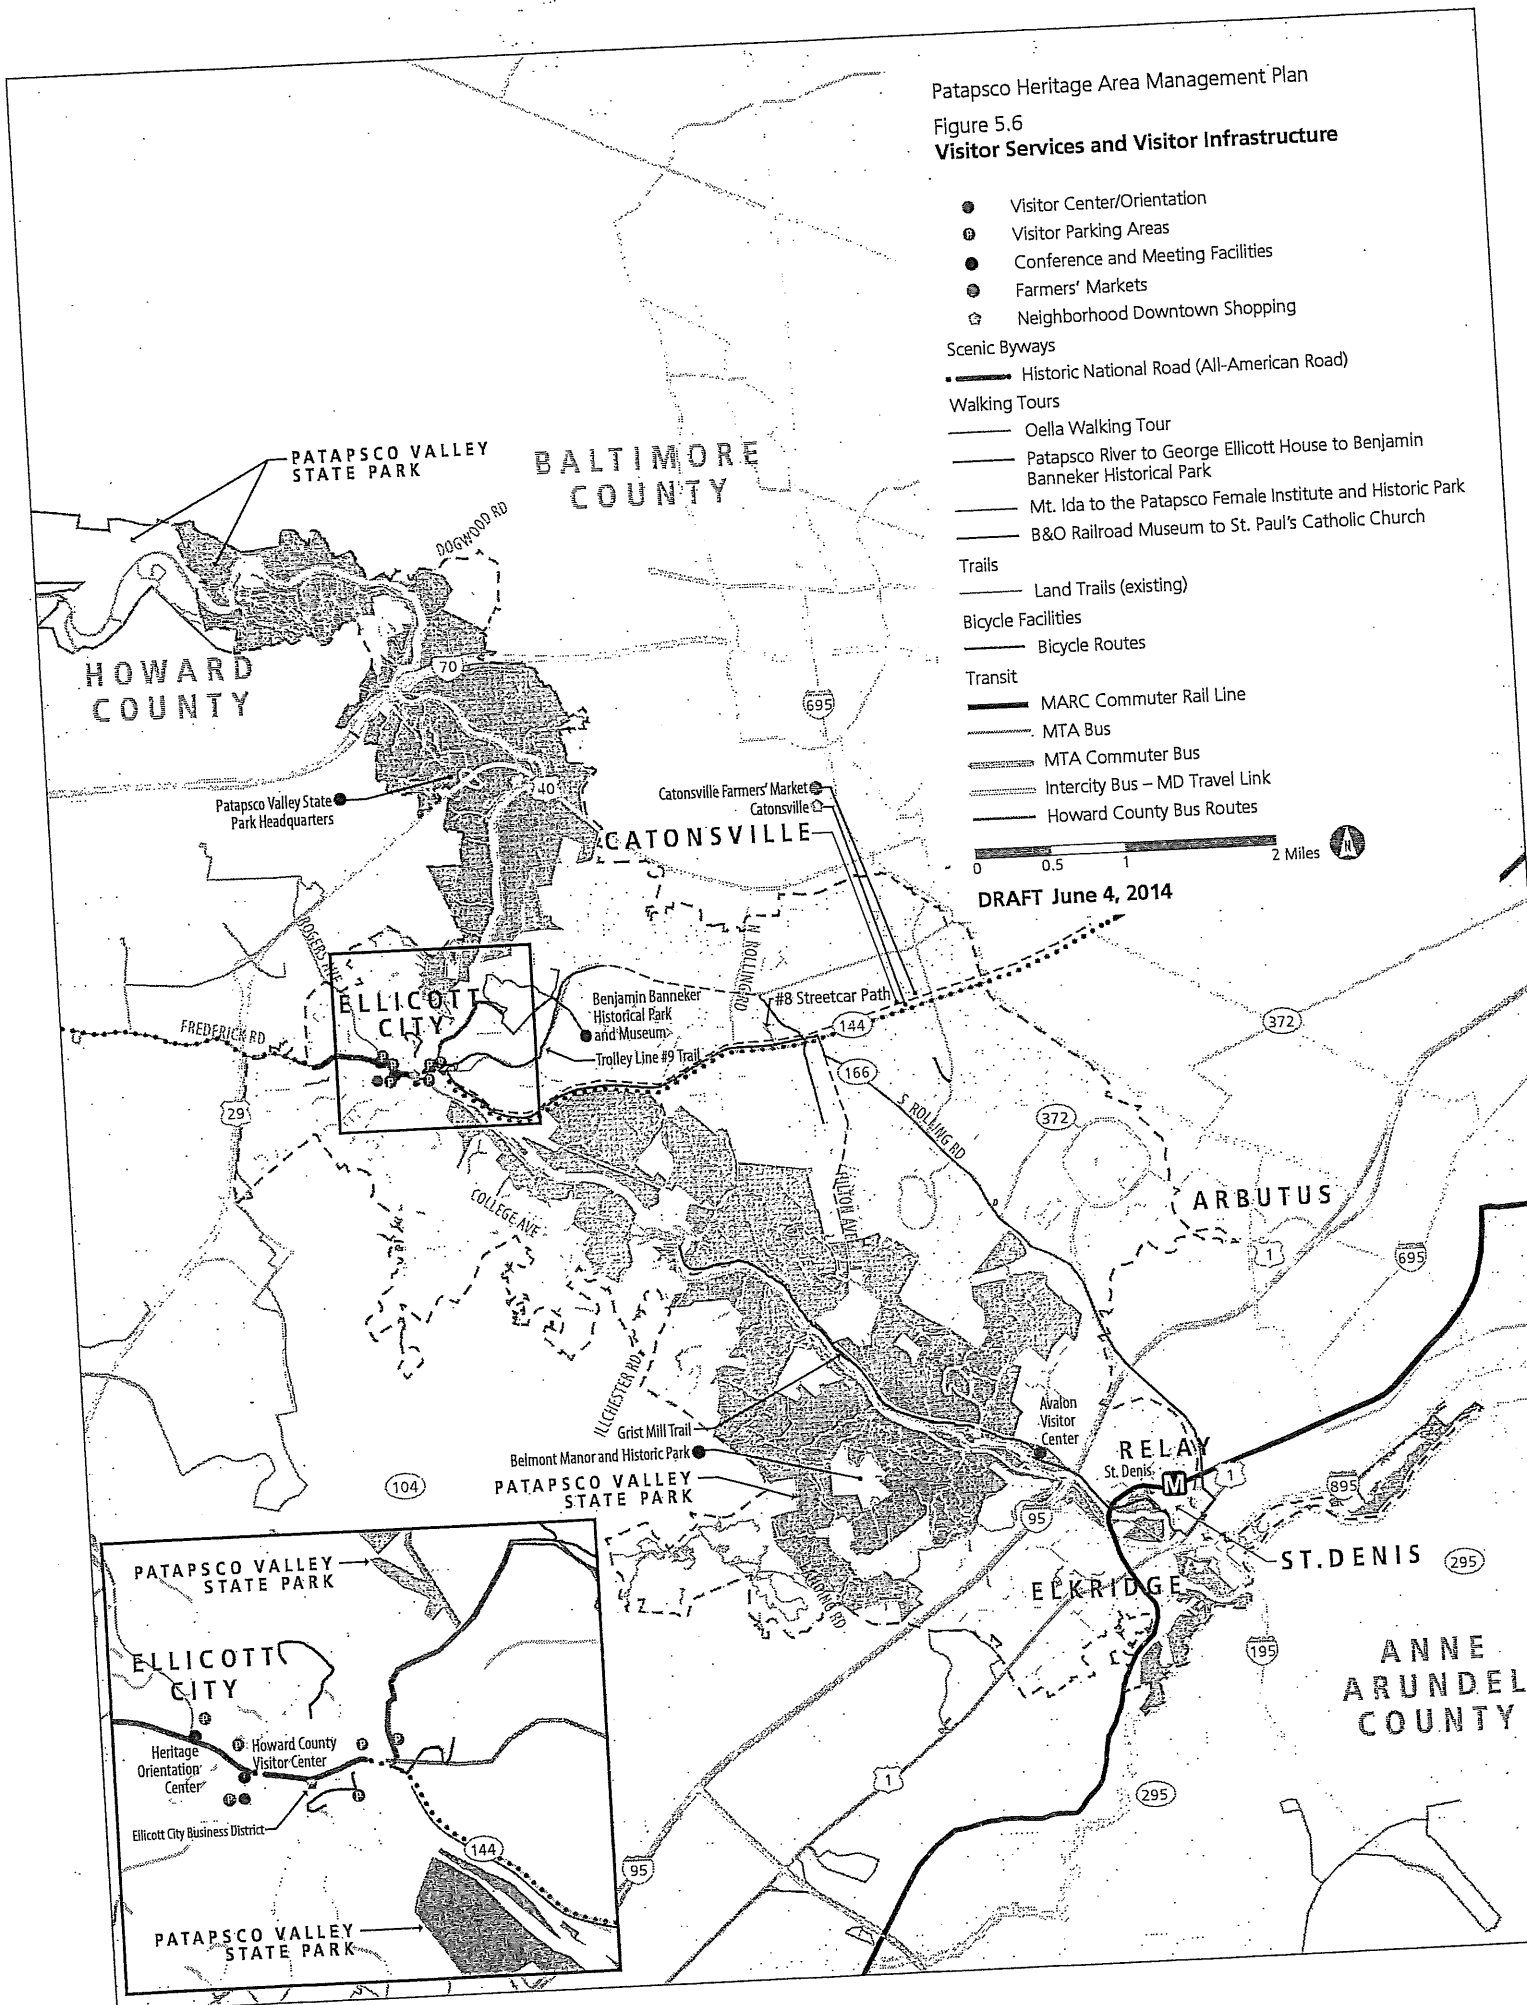 Patapsco Heritage Area Management Plan
Figure 5.6
Visitor Services and Visitor Infrastructure
Visitor Center/Orientation
P Visitor Parking Areas
Conference and Meeting Facilities
Farmers' Markets
Neighborhood Downtown Shopping
Scenic Byways
Historic National Road (All-American Road)
Walking Tours
Oella Walking Tour
Patapsco River to George Ellicott House to Benjamin
Banneker Historical Park
Mt. Ida to the Patapsco Female Institute and Historic Park
B&O Railroad Museum to St. Paul's Catholic Church
Trails
Land Trails (existing)
Bicycle Facilities
Bicycle Routes
Transit
MARC Commuter Rail Line
MTA Bus
MTA Commuter Bus
Intercity Bus – MD Travel Link
Howard County Bus Routes
0 0.5 1 2 Miles N
DRAFT June 4, 2014
PATAPSCO VALLEY
STATE PARK
BALTIMORE
COUNTY
DOGWOOD RD
HOWARD
COUNTY
70
695
40
Patapsco Valley State
Park Headquarters
Catonsville Farmers' Market
Catonsville
CATONSVILLE
ROGERS AVE
N. ROLLING RD
ELLICOTT
CITY
FREDERICK RD
Benjamin Banneker
Historical Park
and Museum
Trolley Line #9 Trail
#8 Streetcar Path
144
166
372
372
29
S ROLLING RD
COLLEGE AVE
HILTON AVE
ARBUTUS
1
695
ILCHESTER RD
Grist Mill Trail
Belmont Manor and Historic Park
PATAPSCO VALLEY
STATE PARK
Avalon
Visitor
Center
RELAY
St. Denis
M
1
895
104
95
ST. DENIS
295
ELKRIDGE
195
ANNE
ARUNDEL
COUNTY
1
295
95
PATAPSCO VALLEY
STATE PARK
ELLICOTT
CITY
P
P
P
P
Heritage
Orientation
Center
Howard County
Visitor Center
P
P
Ellicott City Business District
144
PATAPSCO VALLEY
STATE PARK